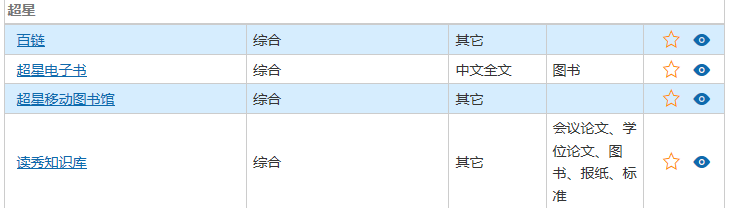 超星
百链 综合 其它
超星电子书 综合 中文全文 图书
超星移动图书馆 综合 其它
读秀知识库 综合 其它 会议论文、学
位论文、图
书、报纸、标
准